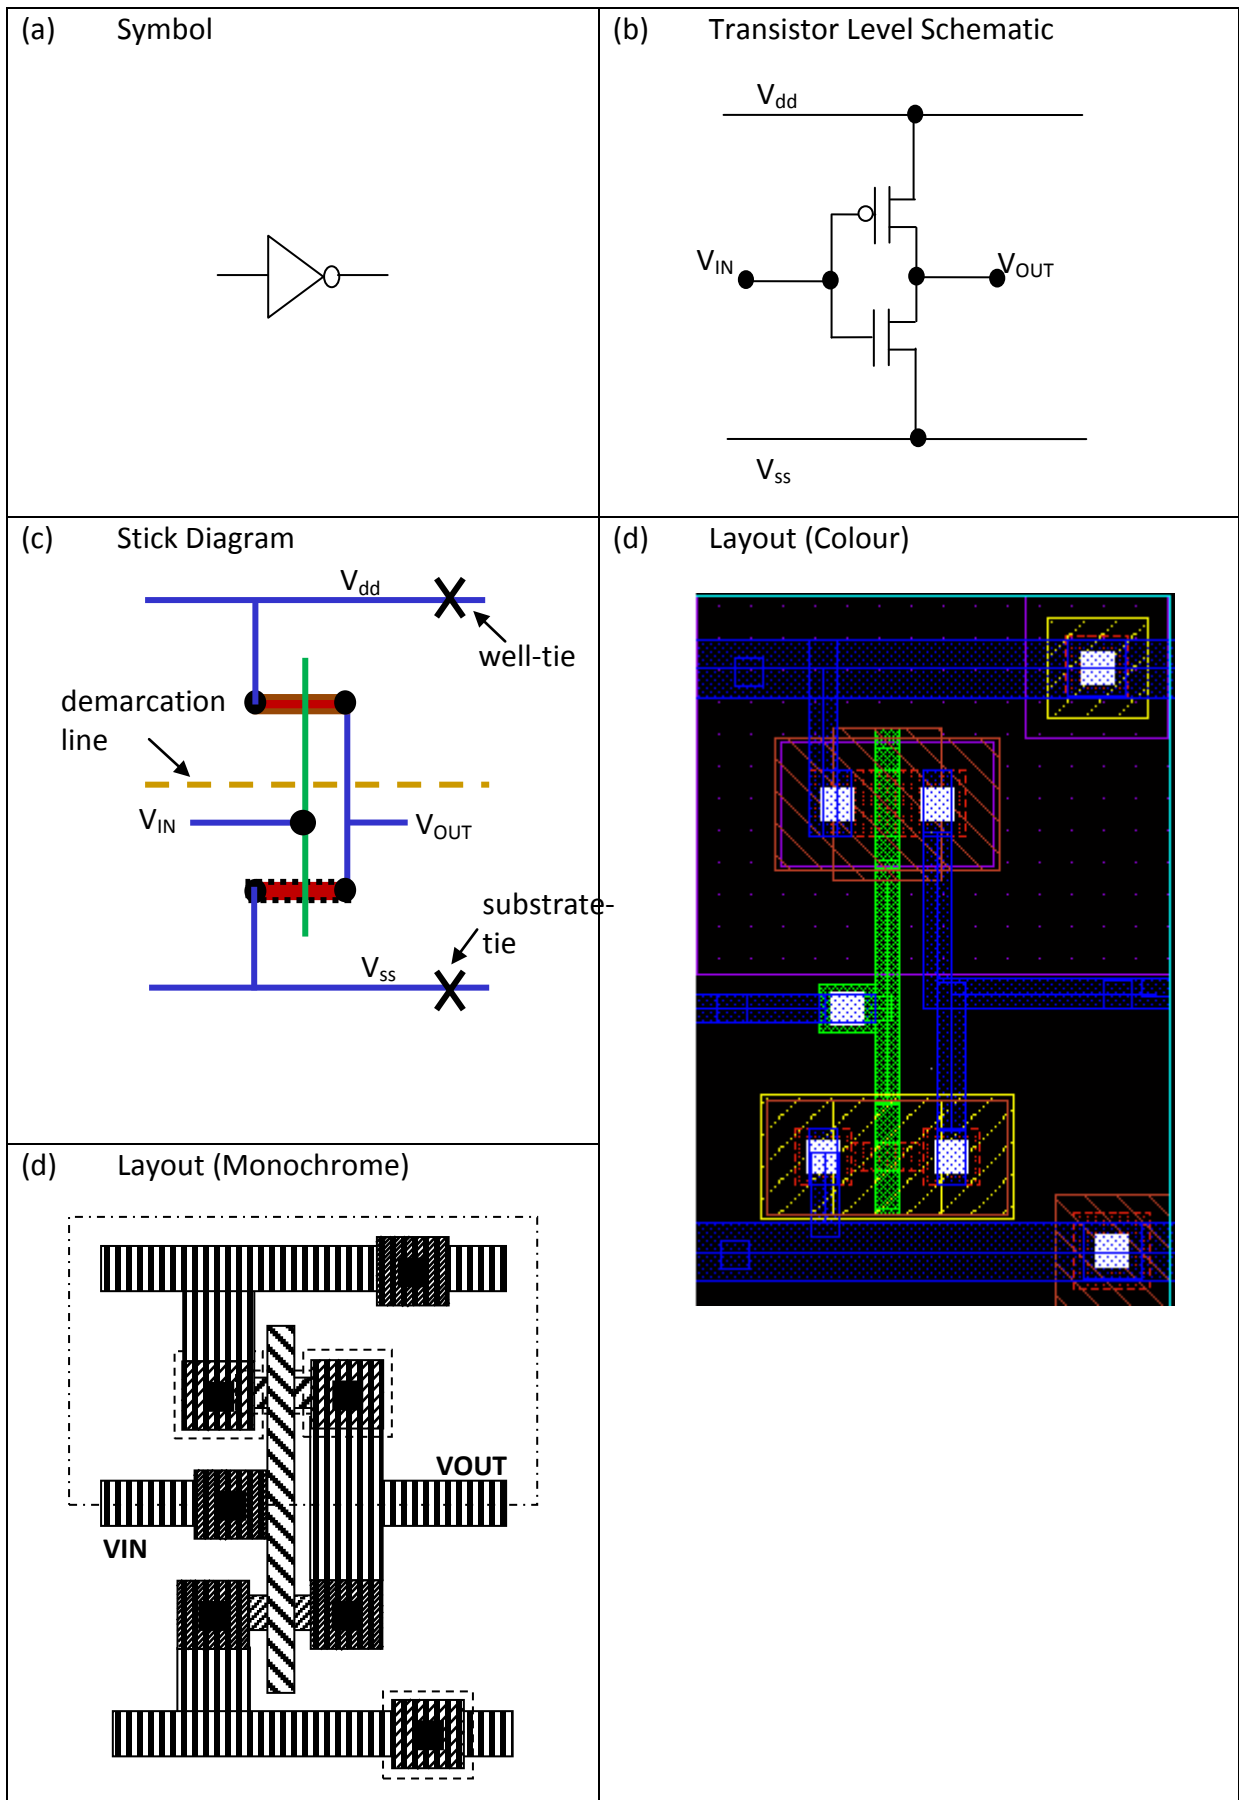 (a) Symbol
(b) Transistor Level Schematic
Vdd
VIN
VOUT
Vss
(c) Stick Diagram
Vdd
well-tie
demarcation
line
VIN
VOUT
substrate-
tie
Vss
(d) Layout (Colour)
(d) Layout (Monochrome)
VOUT
VIN